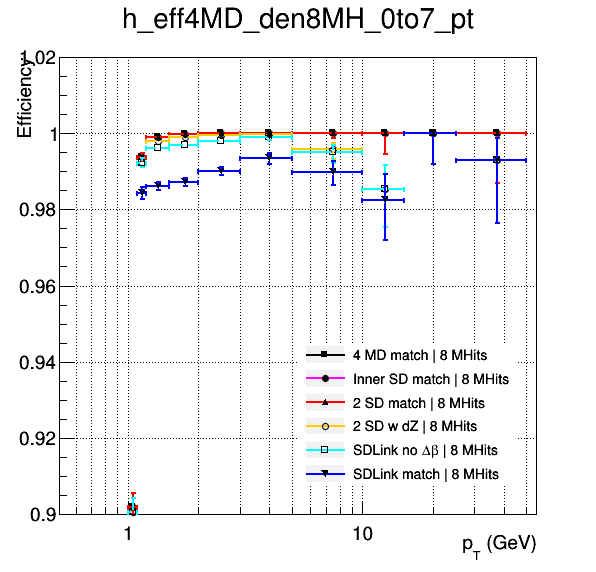 h_eff4MD_den8MH_0to7_pt
Efficiency
1.02
1
0.98
0.96
0.94
0.92
0.9
4 MD match | 8 MHits
Inner SD match | 8 MHits
2 SD match | 8 MHits
2 SD w dZ | 8 MHits
SDLink no Δβ | 8 MHits
SDLink match | 8 MHits
1
10
p_T (GeV)